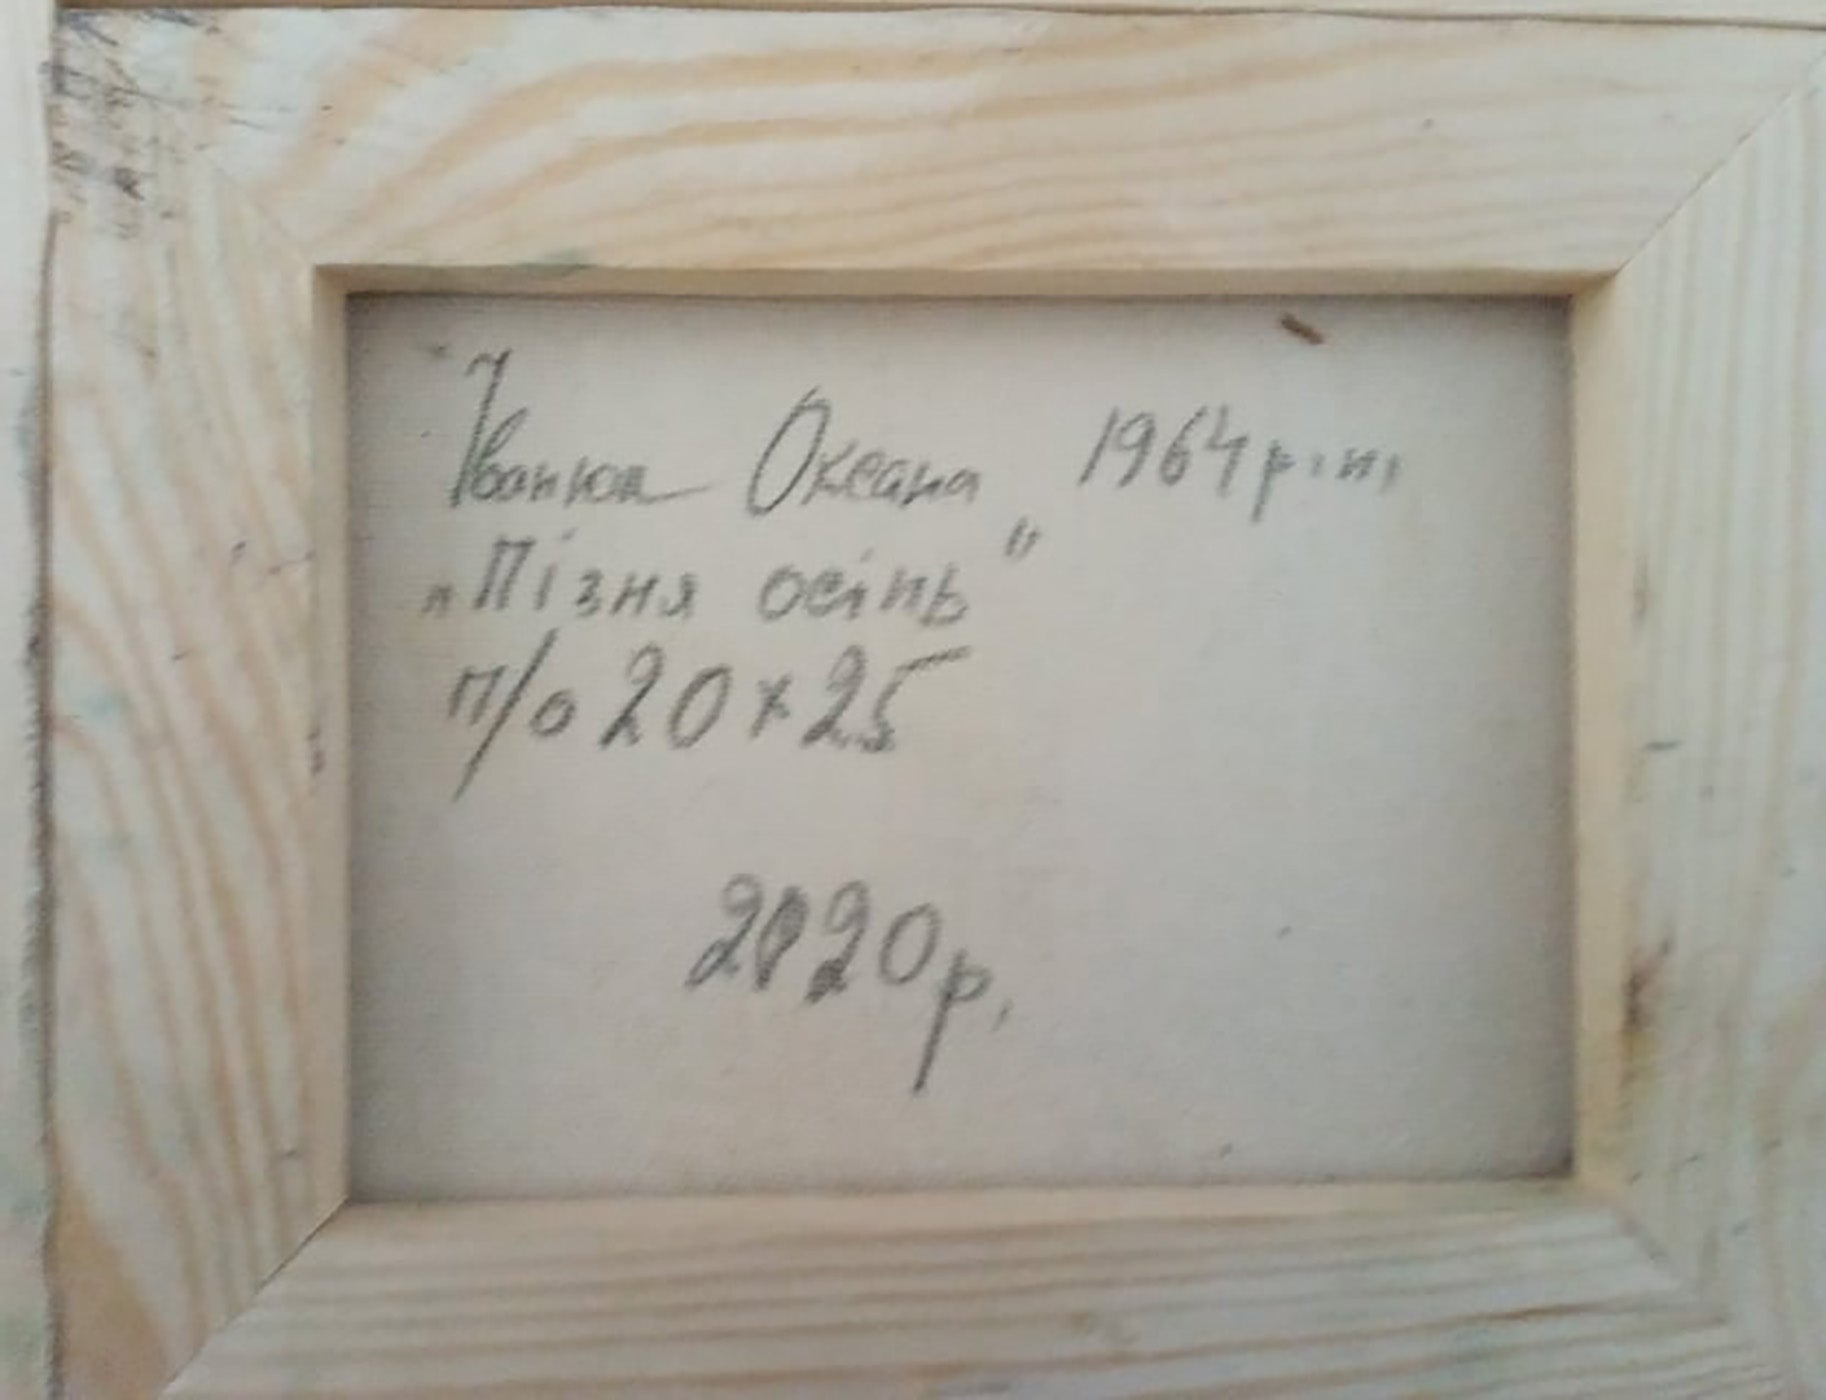 Іванюк Оксана 1964 р.н.
„Пізня осінь"
п/о 20 x 25
2020 р.